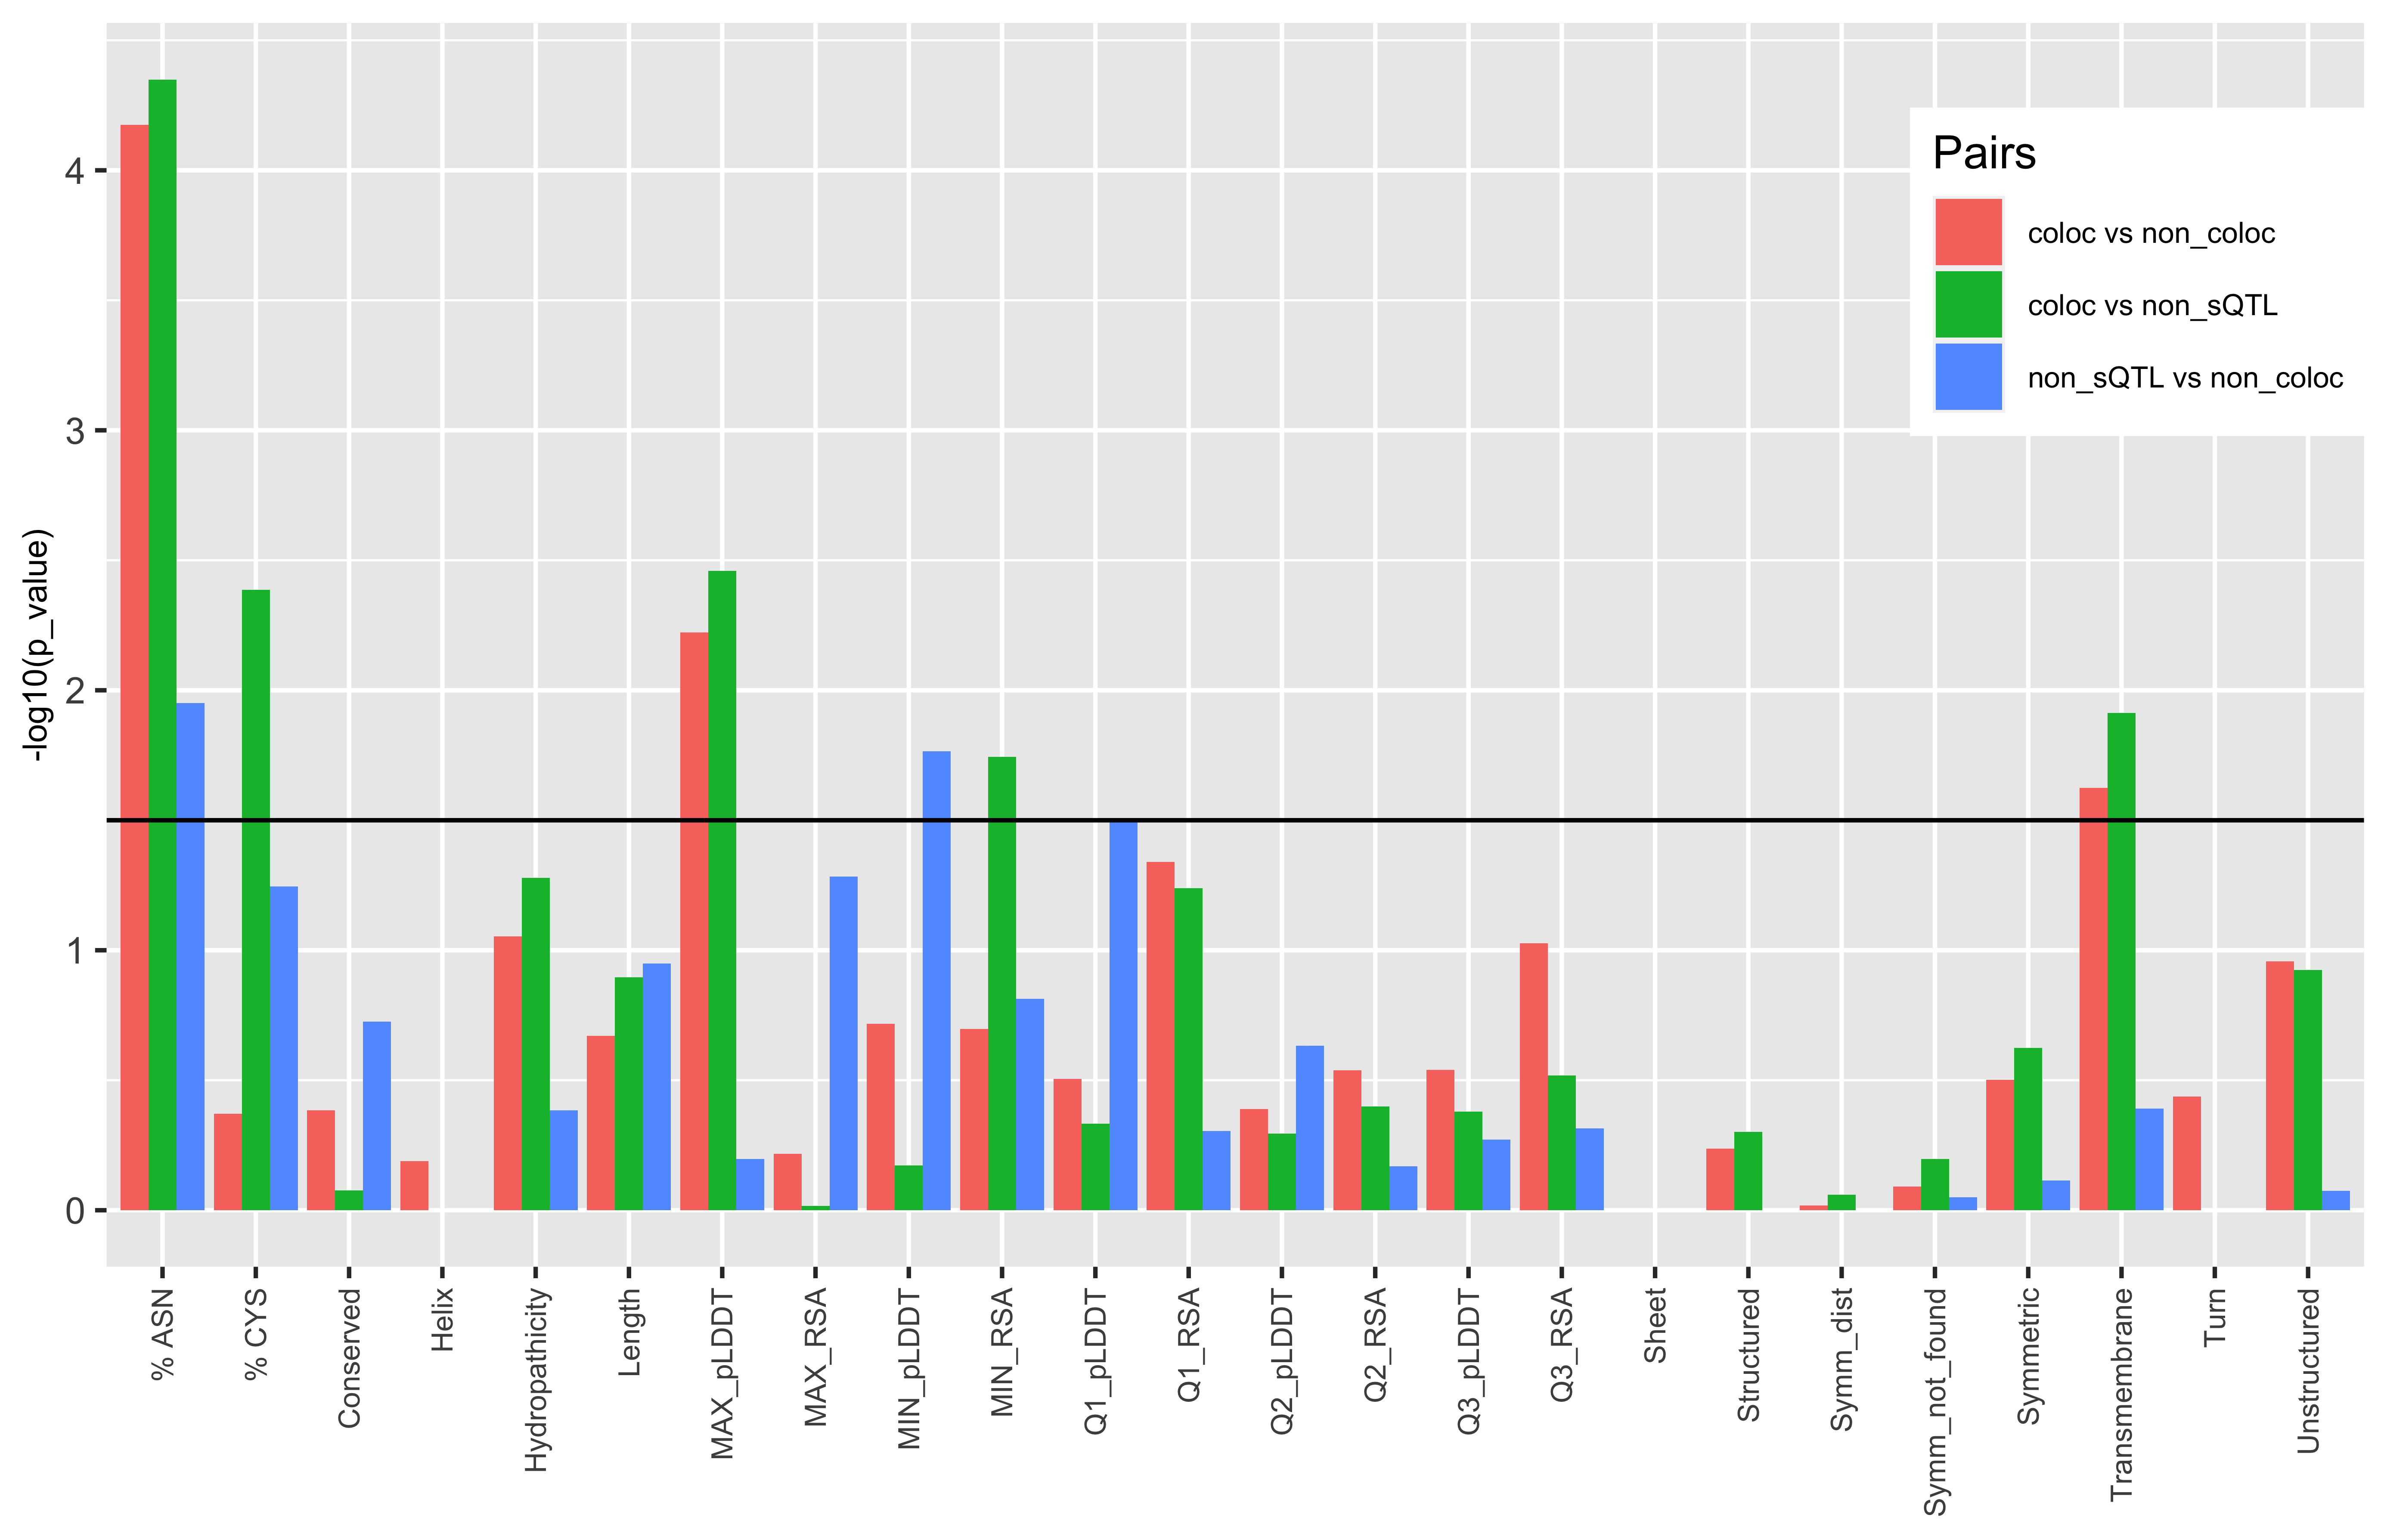 -log10(p_value)
4
3
2
1
0
Pairs
coloc vs non_coloc
coloc vs non_sQTL
non_sQTL vs non_coloc
% ASN
% CYS
Conserved
Helix
Hydropathicity
Length
MAX_pLDDT
MAX_RSA
MIN_pLDDT
MIN_RSA
Q1_pLDDT
Q1_RSA
Q2_pLDDT
Q2_RSA
Q3_pLDDT
Q3_RSA
Sheet
Structured
Symm_dist
Symm_not_found
Symmetric
Transmembrane
Turn
Unstructured